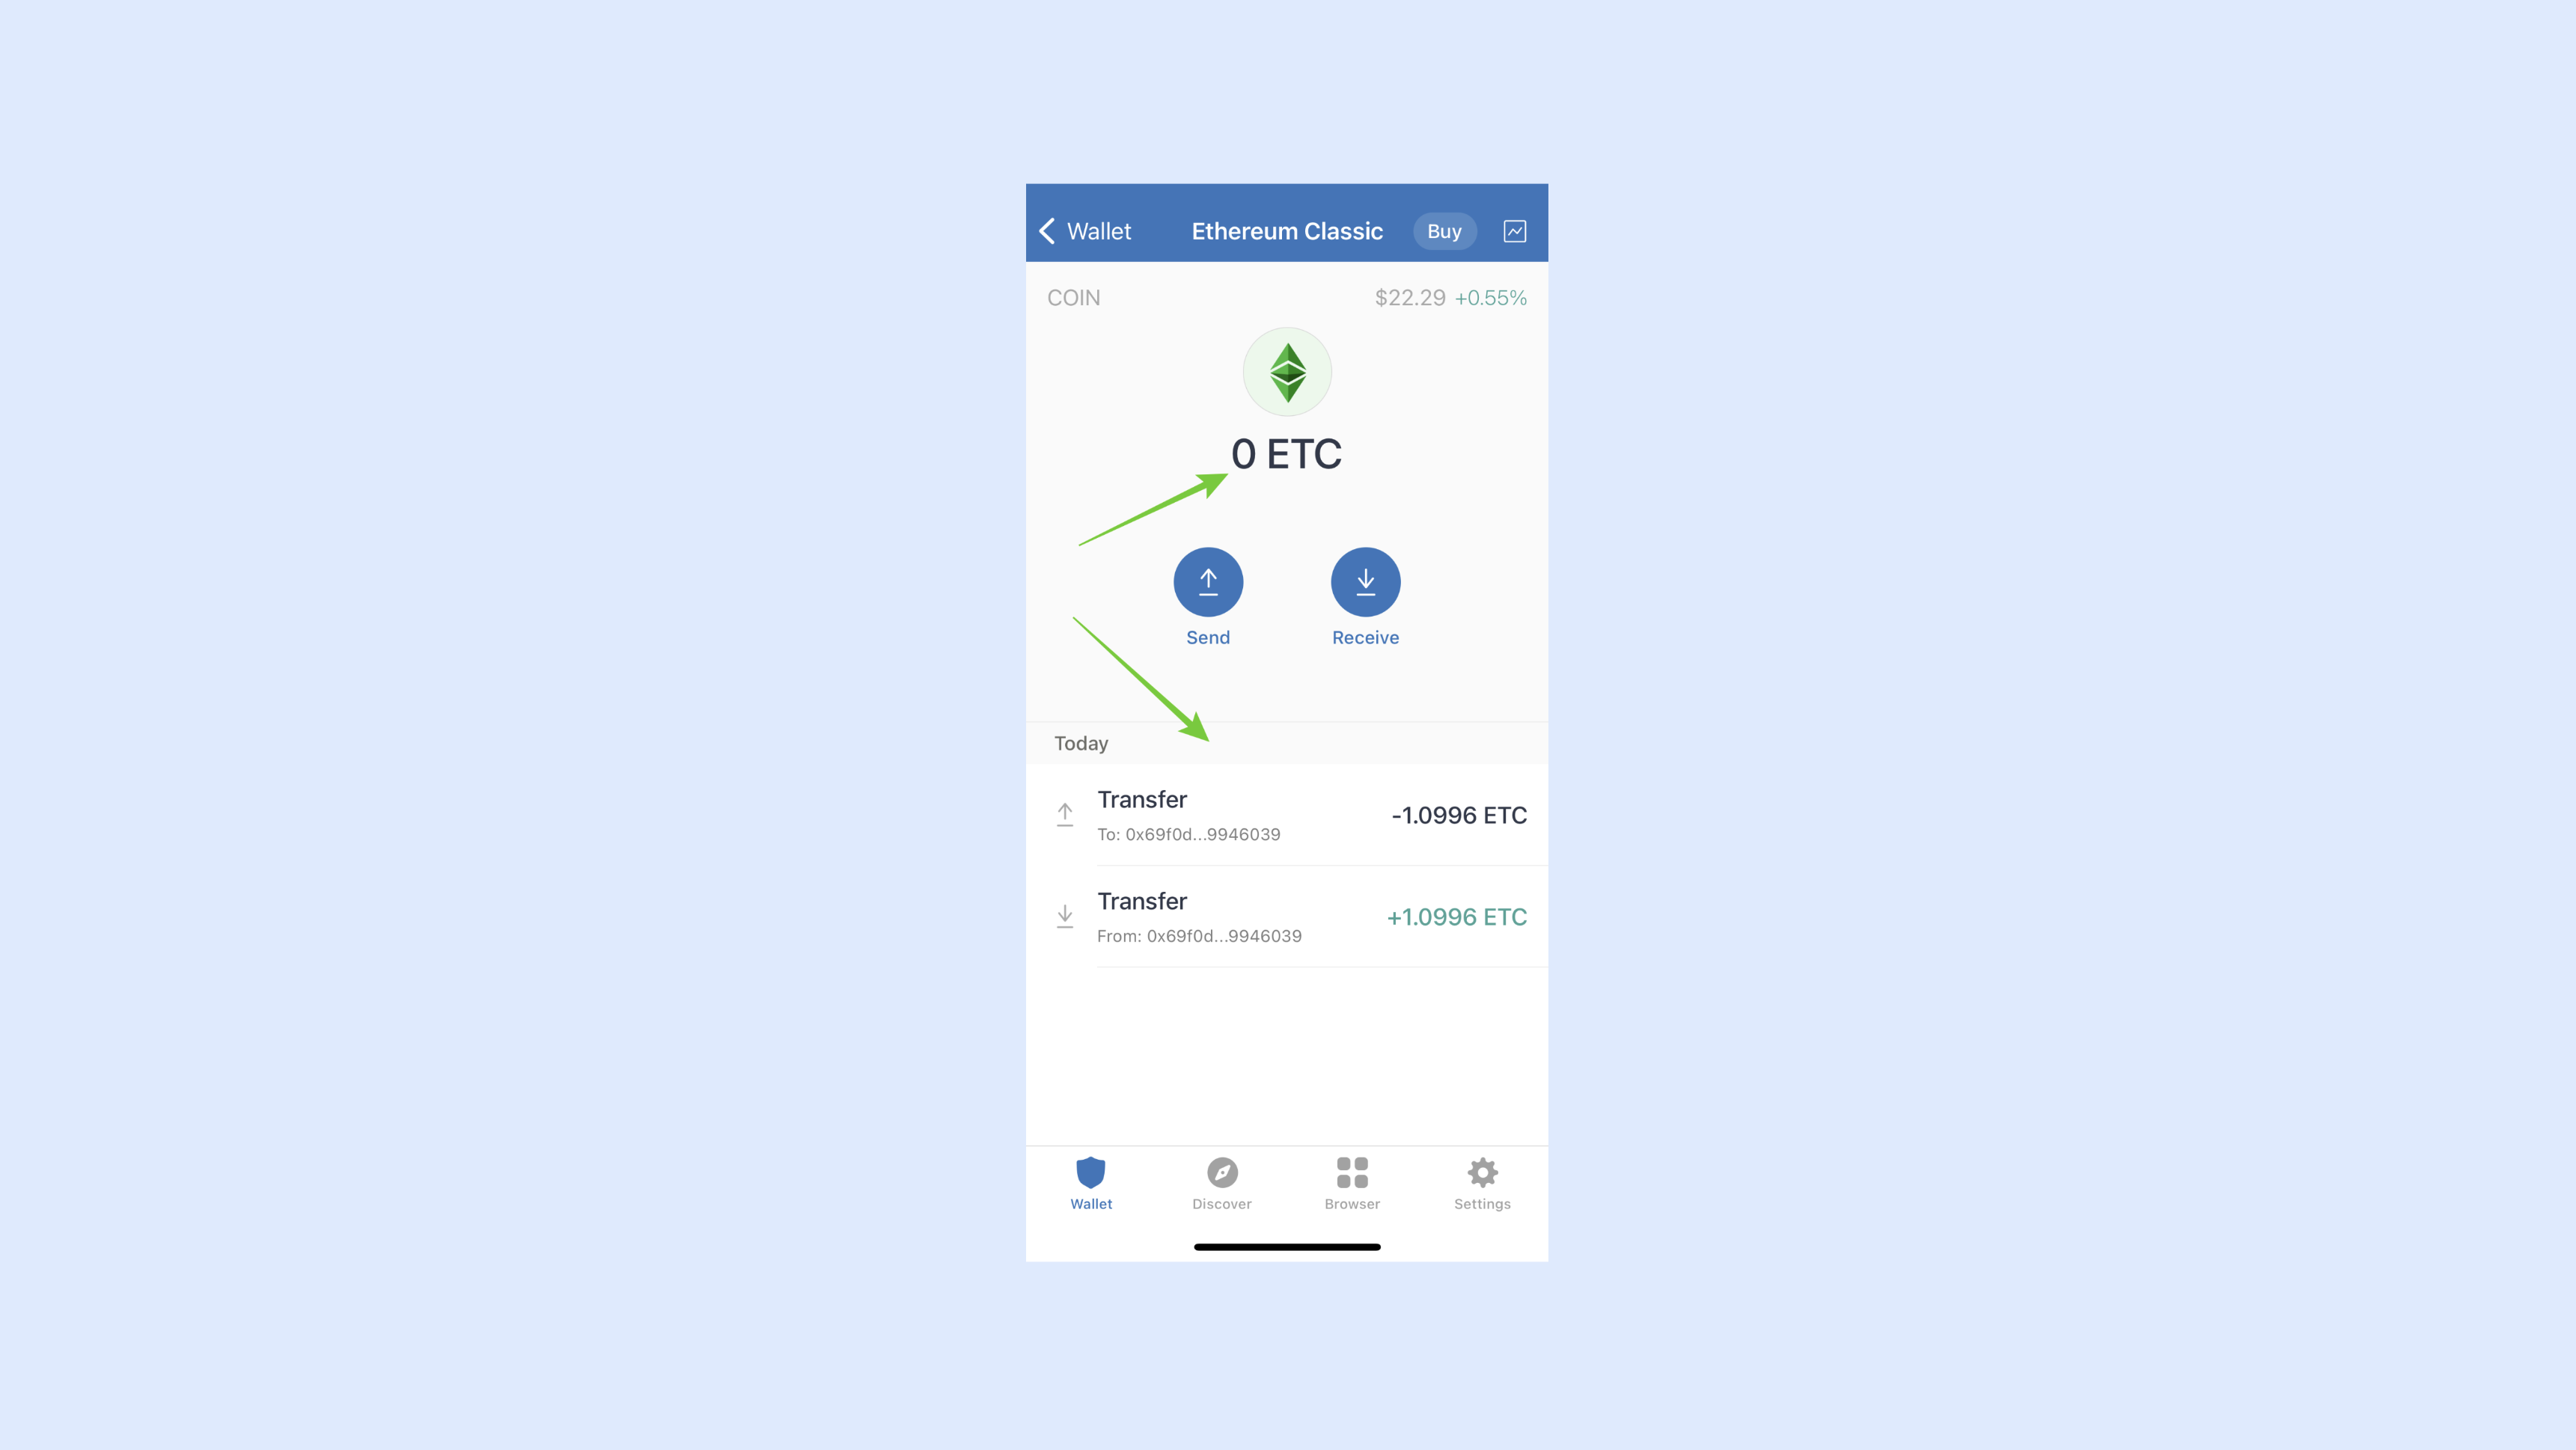 Wallet Ethereum Classic Buy
COIN $22.29 +0.55%
0 ETC
Send Receive
Today
Transfer -1.0996 ETC
To: 0x69f0d...9946039
Transfer +1.0996 ETC
From: 0x69f0d...9946039
Wallet Discover Browser Settings